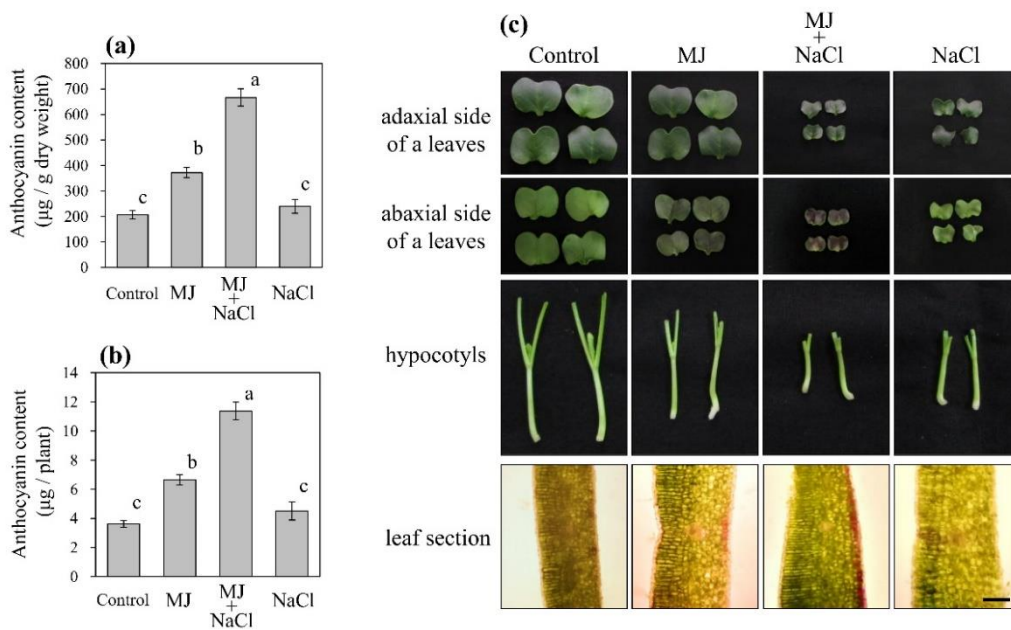 (a)
Anthocyanin content
(µg / g dry weight)
800
700
600
500
400
300
200
100
0
c
b
a
c
Control
MJ
MJ
+
NaCl
NaCl
(b)
Anthocyanin content
(µg / plant)
14
12
10
8
6
4
2
0
c
b
a
c
Control
MJ
MJ
+
NaCl
NaCl
(c)
Control
MJ
MJ
+
NaCl
NaCl
adaxial side
of a leaves
abaxial side
of a leaves
hypocotyls
leaf section